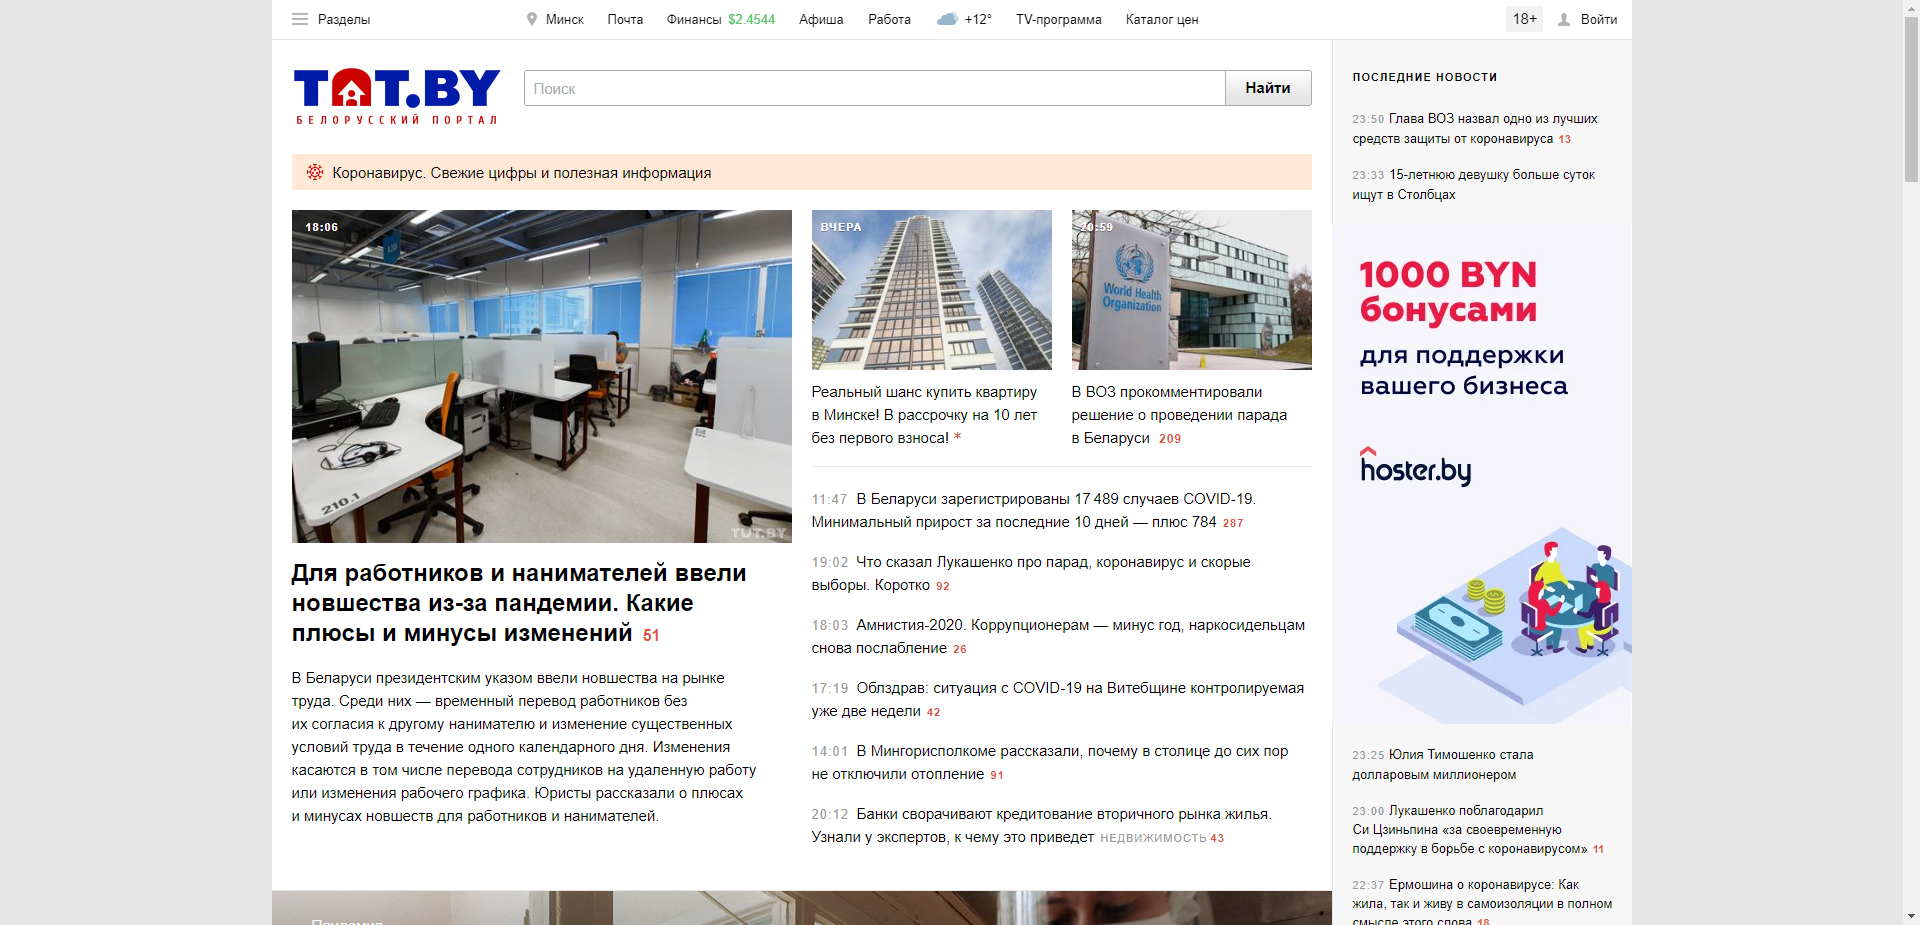 Разделы
Минск
Почта
Финансы $2.4544
Афиша
Работа
+12°
TV-программа
Каталог цен
18+
Войти
TUT.BY
БЕЛОРУССКИЙ ПОРТАЛ
Поиск
Найти
Коронавирус. Свежие цифры и полезная информация
18:06
A208
210.1
TUT.BY
Для работников и нанимателей ввели
новшества из-за пандемии. Какие
плюсы и минусы изменений 51
В Беларуси президентским указом ввели новшества на рынке
труда. Среди них — временный перевод работников без
их согласия к другому нанимателю и изменение существенных
условий труда в течение одного календарного дня. Изменения
касаются в том числе перевода сотрудников на удаленную работу
или изменения рабочего графика. Юристы рассказали о плюсах
и минусах новшеств для работников и нанимателей.
ВЧЕРА
Реальный шанс купить квартиру
в Минске! В рассрочку на 10 лет
без первого взноса! *
20:59
World Health
Organization
В ВОЗ прокомментировали
решение о проведении парада
в Беларуси 209
11:47 В Беларуси зарегистрированы 17 489 случаев COVID-19.
Минимальный прирост за последние 10 дней — плюс 784 287
19:02 Что сказал Лукашенко про парад, коронавирус и скорые
выборы. Коротко 92
18:03 Амнистия-2020. Коррупционерам — минус год, наркосидельцам
снова послабление 26
17:19 Облздрав: ситуация с COVID-19 на Витебщине контролируемая
уже две недели 42
14:01 В Мингорисполкоме рассказали, почему в столице до сих пор
не отключили отопление 91
20:12 Банки сворачивают кредитование вторичного рынка жилья.
Узнали у экспертов, к чему это приведет НЕДВИЖИМОСТЬ 43
Пандемия
ПОСЛЕДНИЕ НОВОСТИ
23:50 Глава ВОЗ назвал одно из лучших
средств защиты от коронавируса 13
23:33 15-летнюю девушку больше суток
ищут в Столбцах
1000 BYN
бонусами
для поддержки
вашего бизнеса
hoster.by
23:25 Юлия Тимошенко стала
долларовым миллионером
23:00 Лукашенко поблагодарил
Си Цзиньпина «за своевременную
поддержку в борьбе с коронавирусом» 11
22:37 Ермошина о коронавирусе: Как
жила, так и живу в самоизоляции в полном
смысле этого слова 18